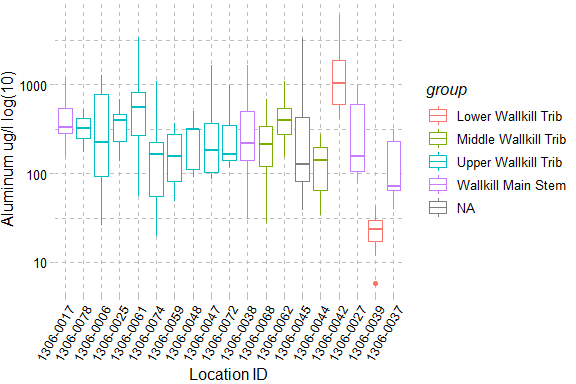 Aluminum ug/l log(10)
1000
100
10
1306-0017
1306-0078
1306-0006
1306-0025
1306-0061
1306-0074
1306-0059
1306-0048
1306-0047
1306-0072
1306-0038
1306-0068
1306-0062
1306-0045
1306-0044
1306-0042
1306-0027
1306-0039
1306-0037
Location ID
group
Lower Wallkill Trib
Middle Wallkill Trib
Upper Wallkill Trib
Wallkill Main Stem
NA